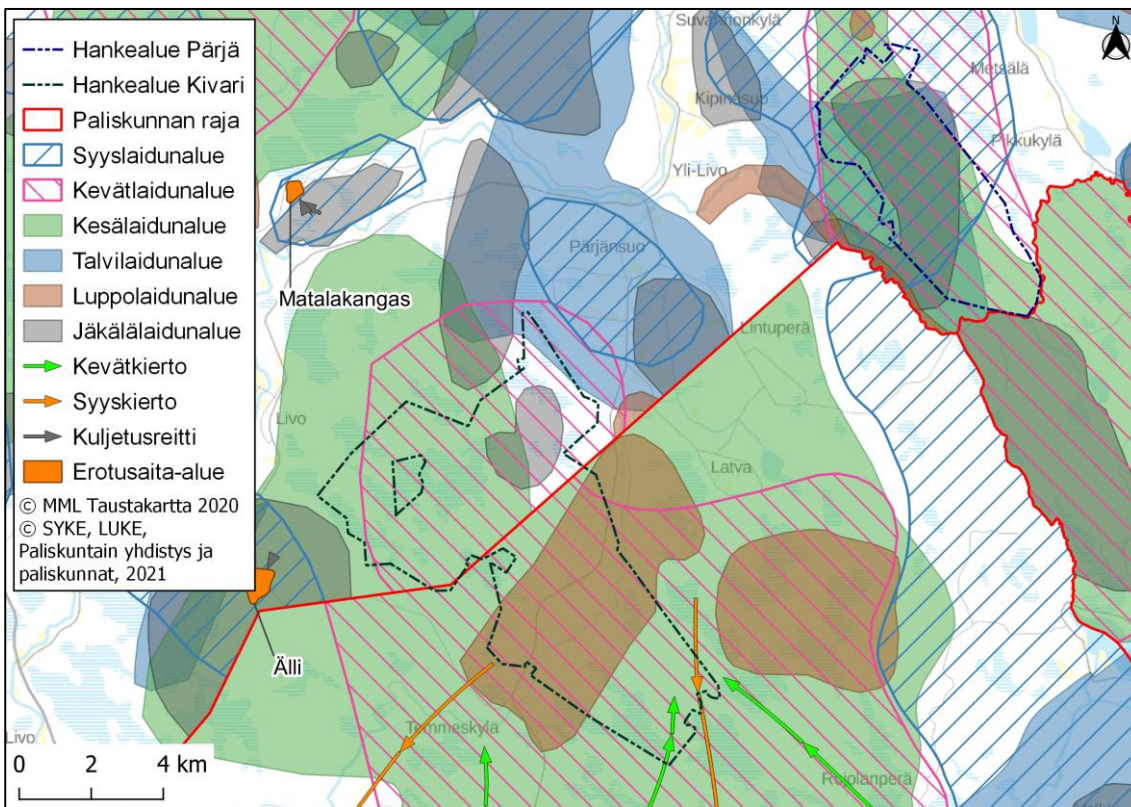 Hankealue Pärjä
Hankealue Kivari
Paliskunnan raja
Syyslaidunalue
Kevätlaidunalue
Kesälaidunalue
Talvilaidunalue
Luppolaidunalue
Jäkälälaidunalue
Kevätkierto
Syyskierto
Kuljetusreitti
Erotusaita-alue
© MML Taustakartta 2020
© SYKE, LUKE,
Paliskuntain yhdistys ja
paliskunnat, 2021
0 2 4 km
N
Suvannonkylä
Metsälä
Kipinäsuo
Pikkukylä
Yli-Livo
Pärjänsuo
Matalakangas
Lintuperä
Livo
Latva
Älli
Temmeskylä
Livo
Rojolanperä